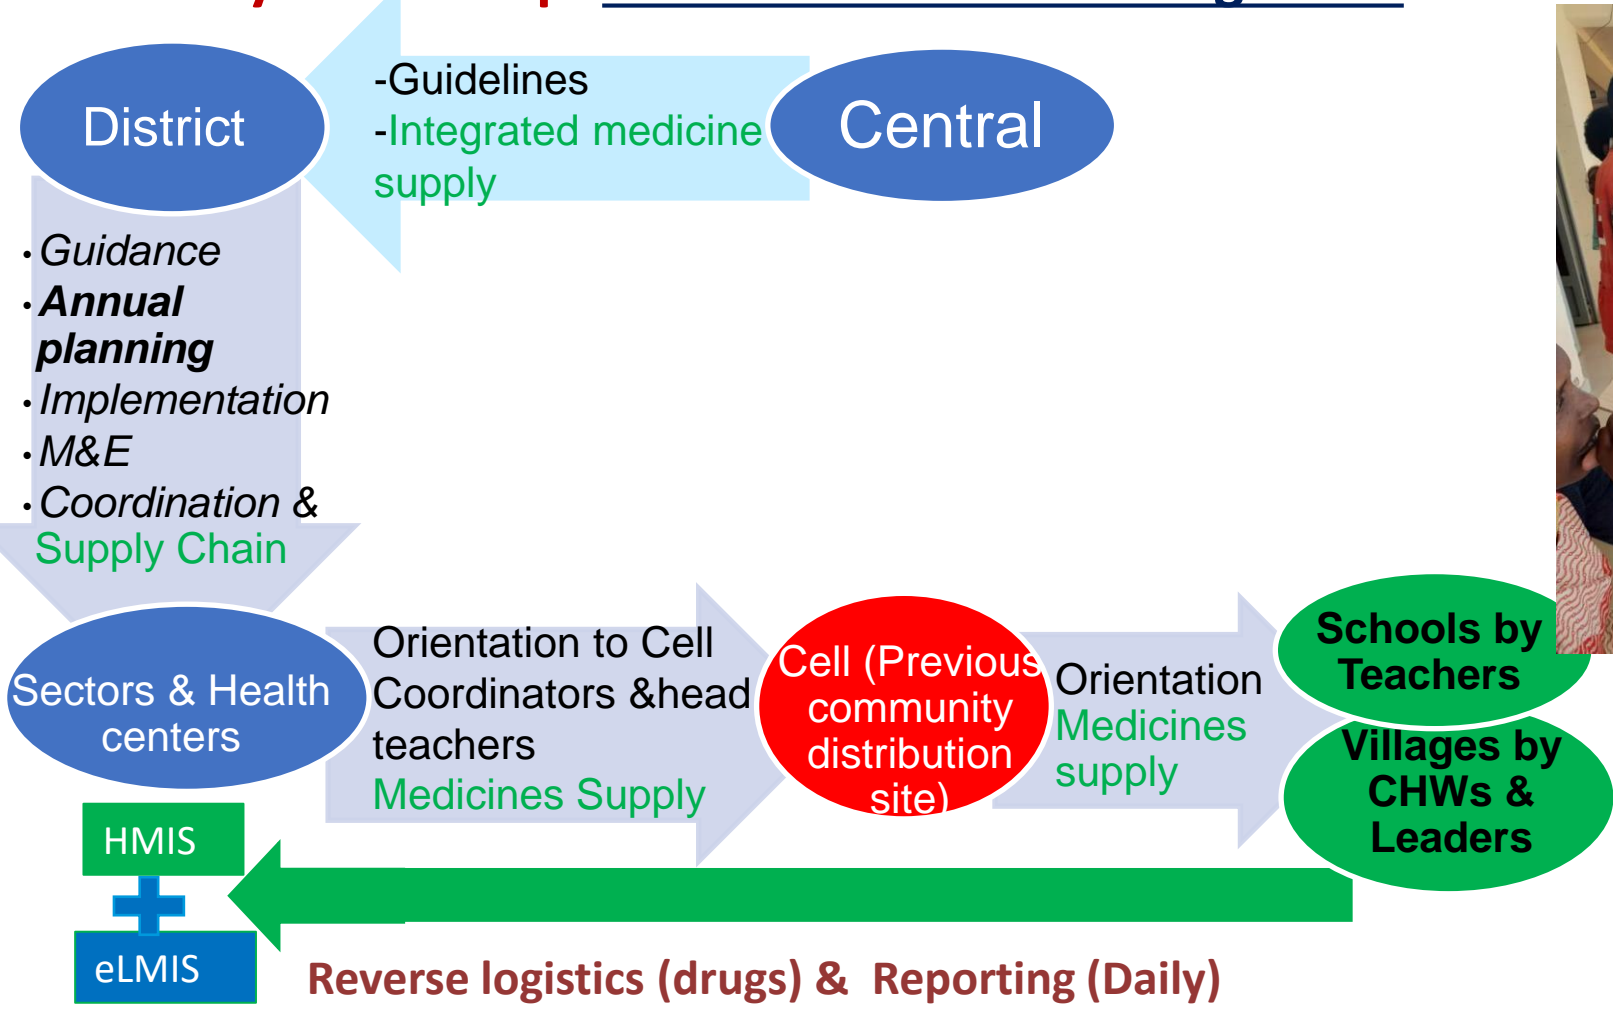 District
-Guidelines
-Integrated medicine
supply
Central
· Guidance
· Annual
planning
· Implementation
· M&E
· Coordination &
Supply Chain
Sectors & Health
centers
Orientation to Cell
Coordinators &head
teachers
Medicines Supply
Cell (Previous
community
distribution
site)
Orientation
Medicines
supply
Schools by
Teachers
Villages by
CHWs &
Leaders
HMIS
eLMIS
Reverse logistics (drugs) & Reporting (Daily)